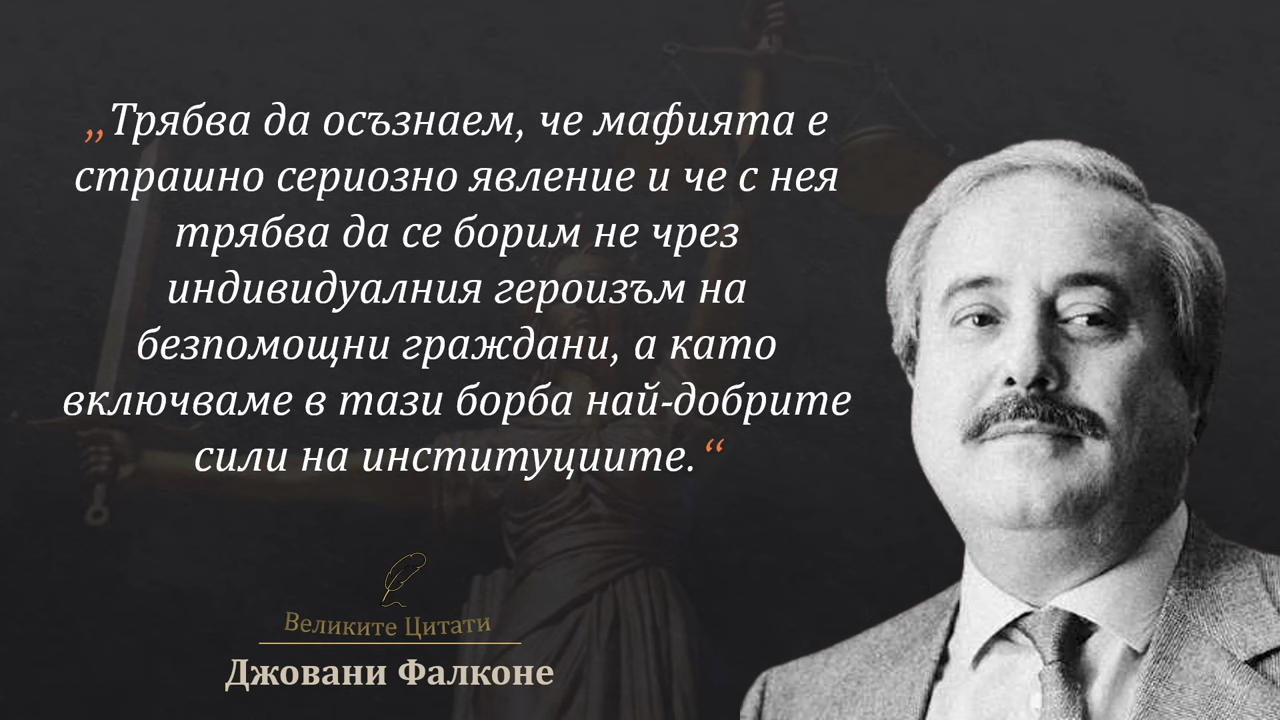 „Трябва да осъзнаем, че мафията е
страшно сериозно явление и че с нея
трябва да се борим не чрез
индивидуалния героизъм на
безпомощни граждани, а като
включваме в тази борба най-добрите
сили на институциите.“
Великите Цитати
Джовани Фалконе